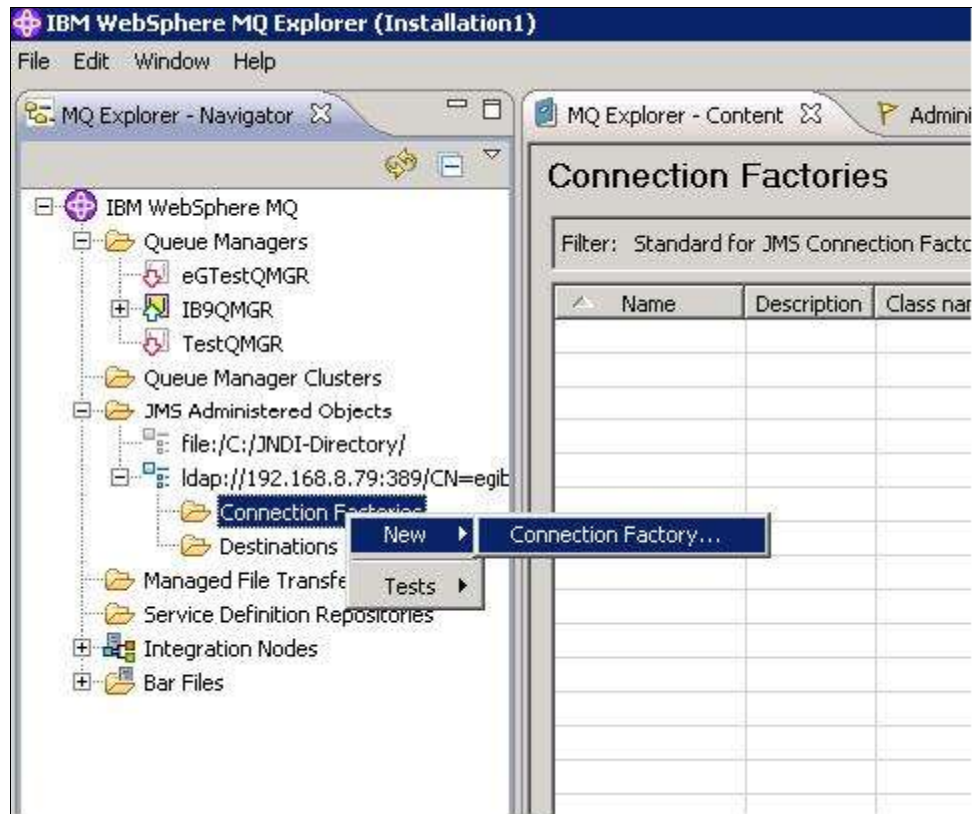 IBM WebSphere MQ Explorer (Installation1)
File Edit Window Help
MQ Explorer - Navigator
IBM WebSphere MQ
Queue Managers
eGTestQMGR
IB9QMGR
TestQMGR
Queue Manager Clusters
JMS Administered Objects
file:/C:/JNDI-Directory/
ldap://192.168.8.79:389/CN=egib
Connection Factories
Destinations
Managed File Transfe
Service Definition Repositories
Integration Nodes
Bar Files
New
Tests
Connection Factory...
MQ Explorer - Content
Admini
Connection Factories
Filter: Standard for JMS Connection Facto
Name Description Class nar